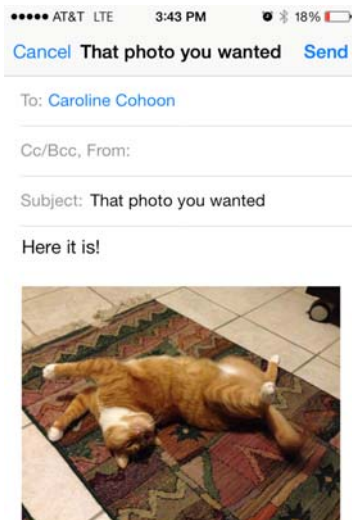 AT&T LTE 3:43 PM 18%
Cancel That photo you wanted Send
To: Caroline Cohoon
Cc/Bcc, From:
Subject: That photo you wanted
Here it is!